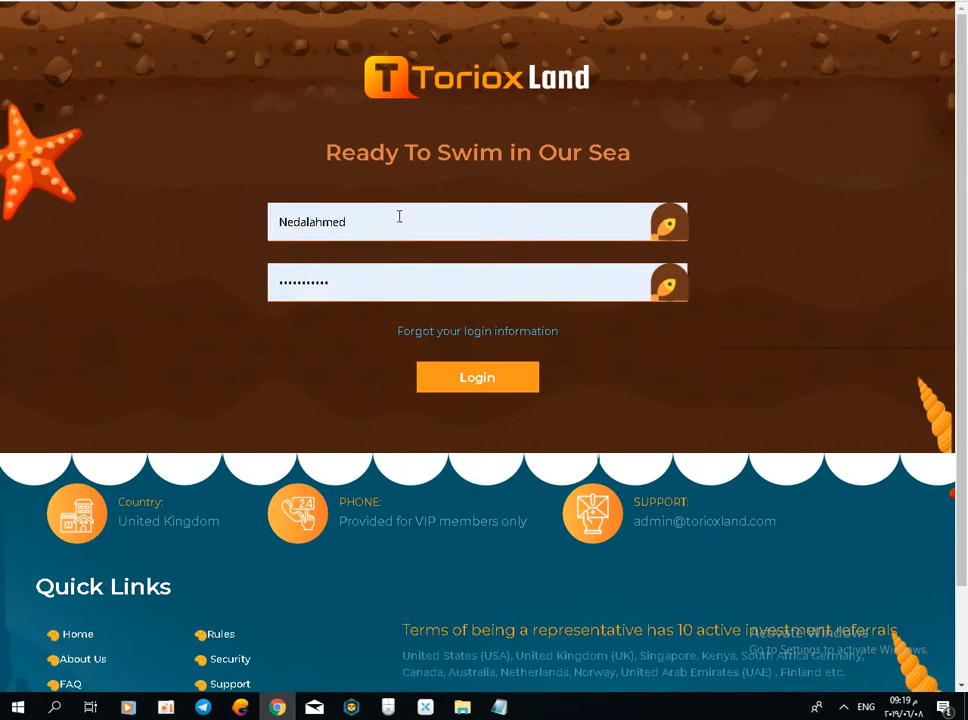 T Toriox Land
Ready To Swim in Our Sea
Nedalahmed
Forgot your login information
Login
Country:
United Kingdom
PHONE:
Provided for VIP members only
SUPPORT:
admin@torioxland.com
24
Quick Links
Home
Rules
About Us
Security
FAQ
Support
Terms of being a representative has 10 active investment referrals
United States (USA), United Kingdom (UK), Singapore, Kenya, South Africa Germany,
Canada, Australia, Netherlands, Norway, United Arab Emirates (UAE) , Finland etc.
Activate Windows
Go to Settings to activate Windows.
ENG
09:19 م
٢٠١٩/٠٦/٠٨